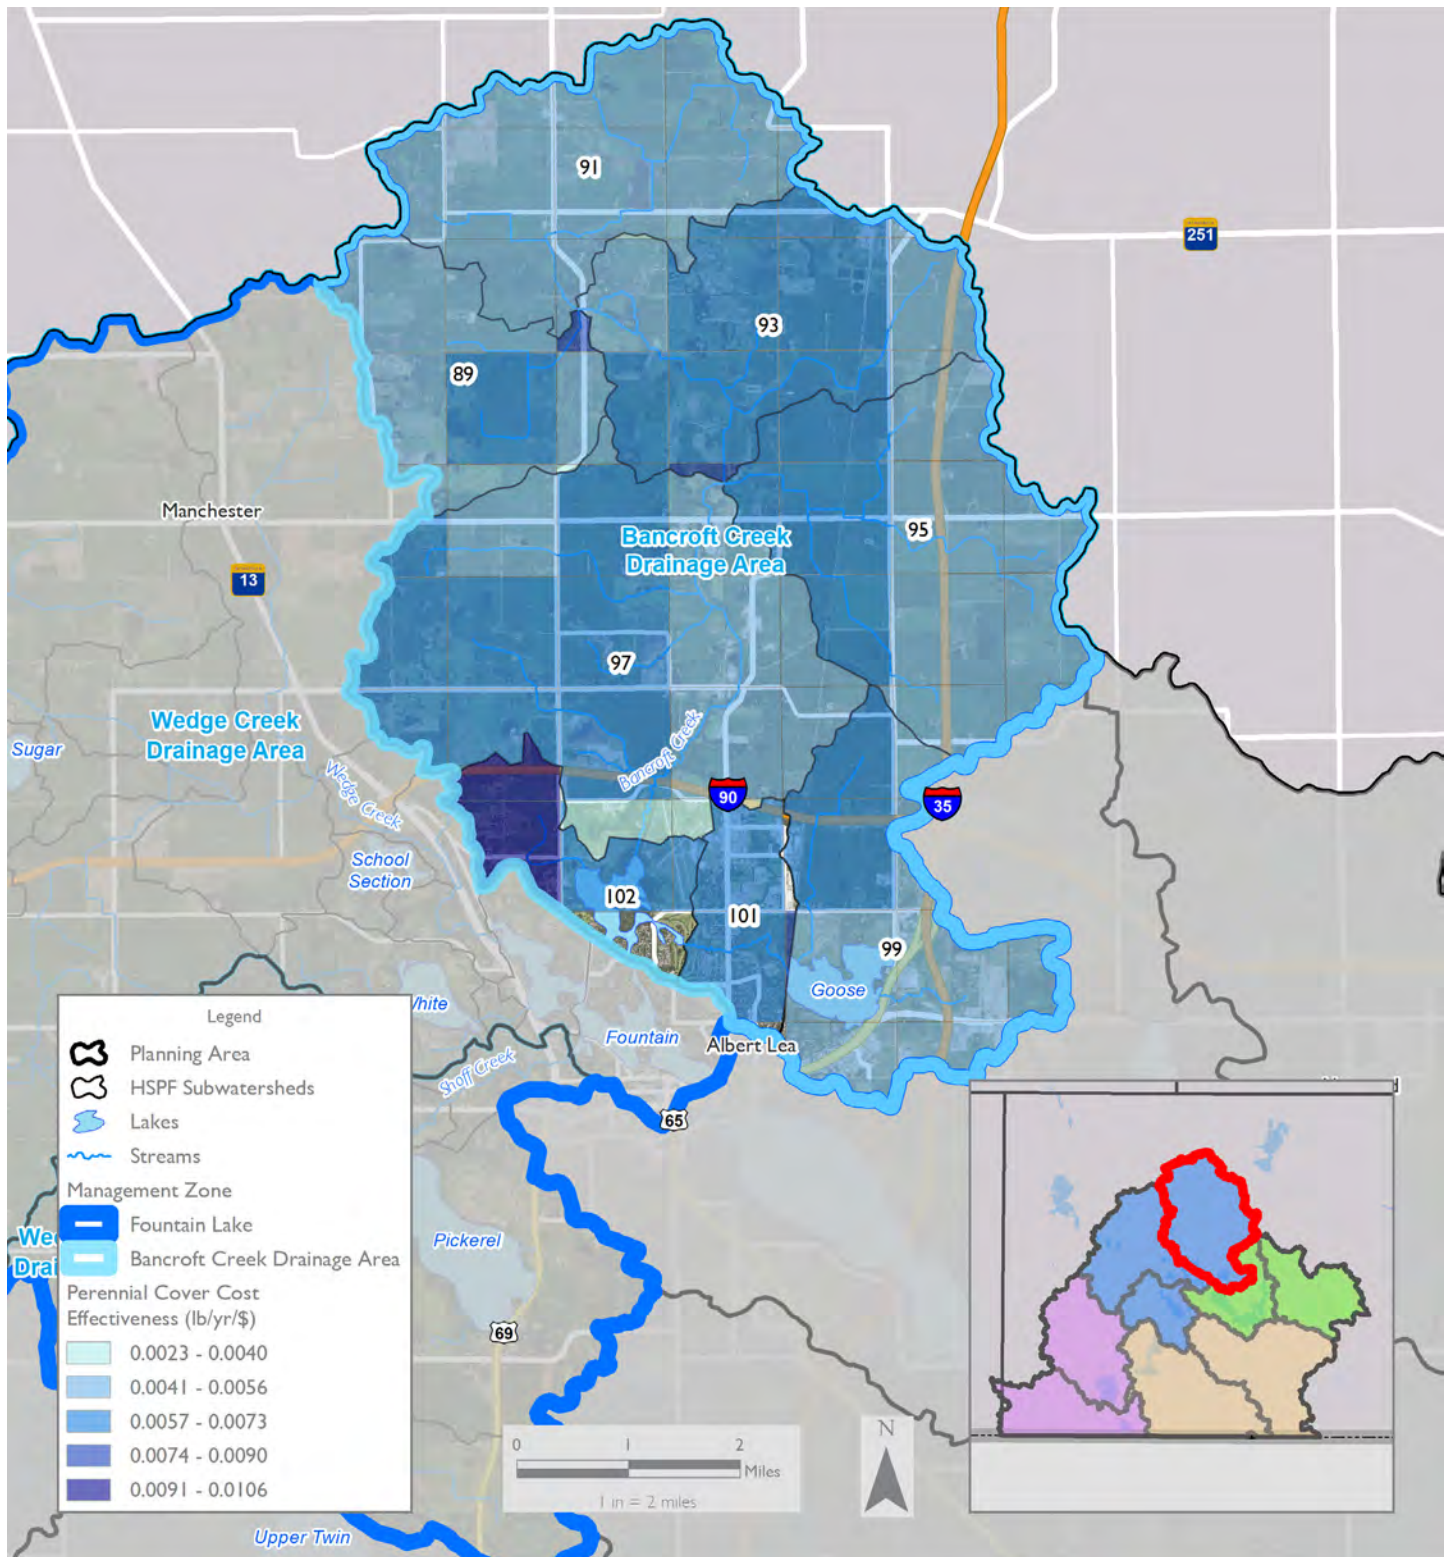 91
251
93
89
Manchester
Bancroft Creek
Drainage Area
95
13
97
Wedge Creek
Drainage Area
Sugar
Bancroft Creek
Wedge Creek
90
35
School
Section
102
101
99
Goose
White
Fountain
Albert Lea
Shoff Creek
65
Legend
Planning Area
HSPF Subwatersheds
Lakes
Streams
Management Zone
Fountain Lake
Bancroft Creek Drainage Area
Perennial Cover Cost
Effectiveness (lb/yr/$)
0.0023 - 0.0040
0.0041 - 0.0056
0.0057 - 0.0073
0.0074 - 0.0090
0.0091 - 0.0106
Pickerel
69
Upper Twin
0 1 2
Miles
1 in = 2 miles
N